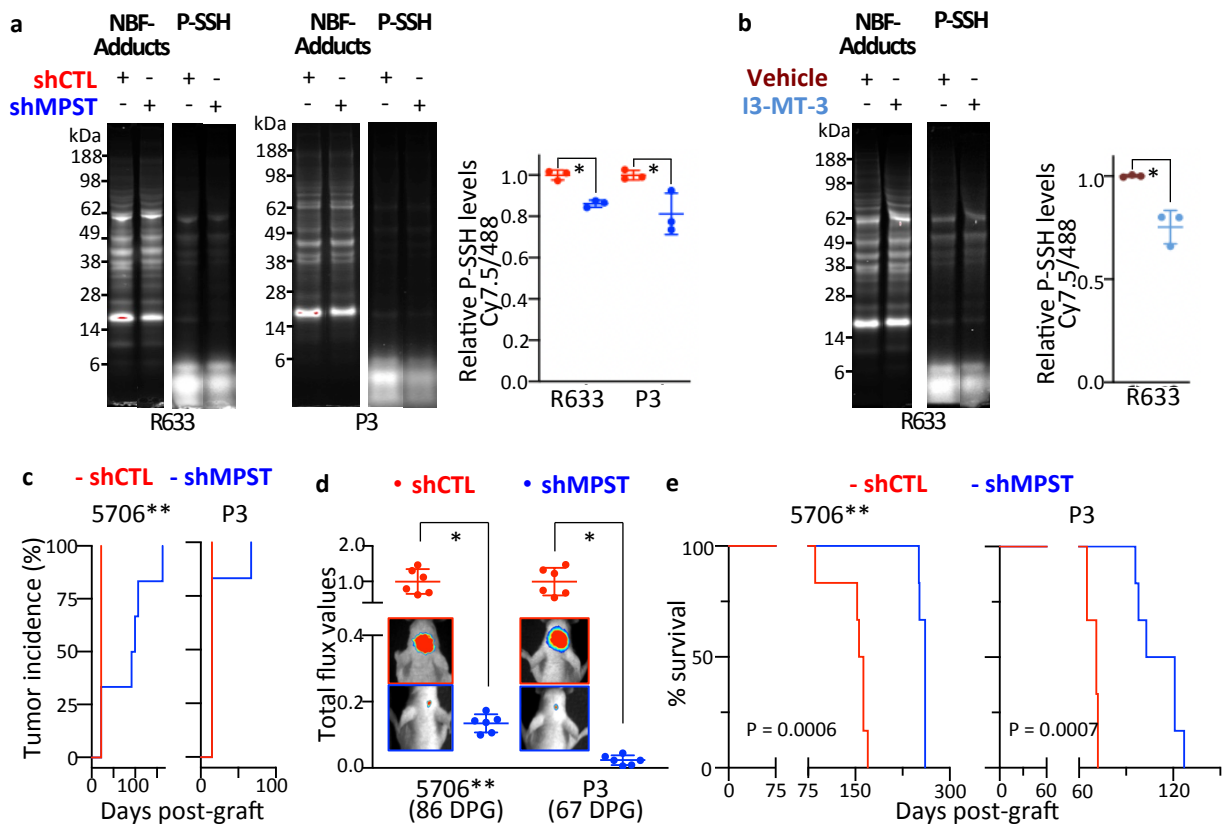 a
NBF-
Adducts
P-SSH
NBF-
Adducts
P-SSH
shCTL + - + - + - + -
shMPST - + - + - + - +
kDa
188
98
62
49
38
28
14
6
R633
kDa
188
98
62
49
38
28
14
6
P3
Relative P-SSH levels
Cy7.5/488
1.0
0.8
0.6
0.4
0.2
0.0
*
*
R633 P3
b
NBF-
Adducts
P-SSH
Vehicle + - + -
I3-MT-3 - + - +
kDa
188
98
62
49
38
28
14
6
R633
Relative P-SSH levels
Cy7.5/488
1.0
0.5
0.0
*
R633
c
- shCTL - shMPST
5706** P3
Tumor incidence (%)
100
75
50
25
0
0 100
0 100
Days post-graft
d
• shCTL • shMPST
Total flux values
2.0
1.0
0.4
0.2
0.0
*
*
5706**
(86 DPG)
P3
(67 DPG)
e
- shCTL - shMPST
5706** P3
% survival
100
50
0
P = 0.0006
P = 0.0007
0 75 75 150 225 300
0 60 60 120
Days post-graft